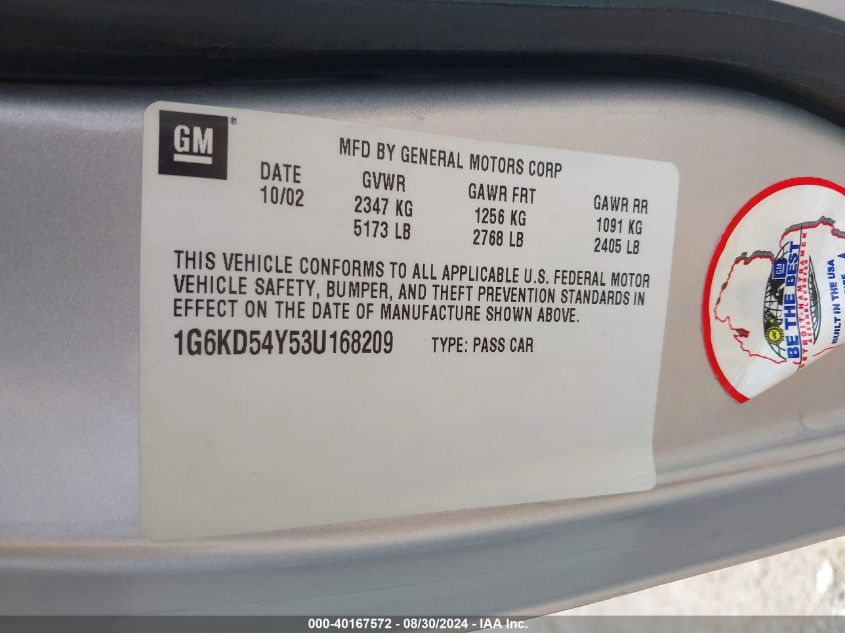 GM®
MFD BY GENERAL MOTORS CORP
DATE GVWR GAWR FRT GAWR RR
10/02 2347 KG 1256 KG 1091 KG
5173 LB 2768 LB 2405 LB
THIS VEHICLE CONFORMS TO ALL APPLICABLE U.S. FEDERAL MOTOR
VEHICLE SAFETY, BUMPER, AND THEFT PREVENTION STANDARDS IN
EFFECT ON THE DATE OF MANUFACTURE SHOWN ABOVE.
1G6KD54Y53U168209 TYPE: PASS CAR
GM
BE THE BEST
DETROIT-HAMTRAMCK
BUILT IN THE USA
000-40167572 - 08/30/2024 - IAA Inc.